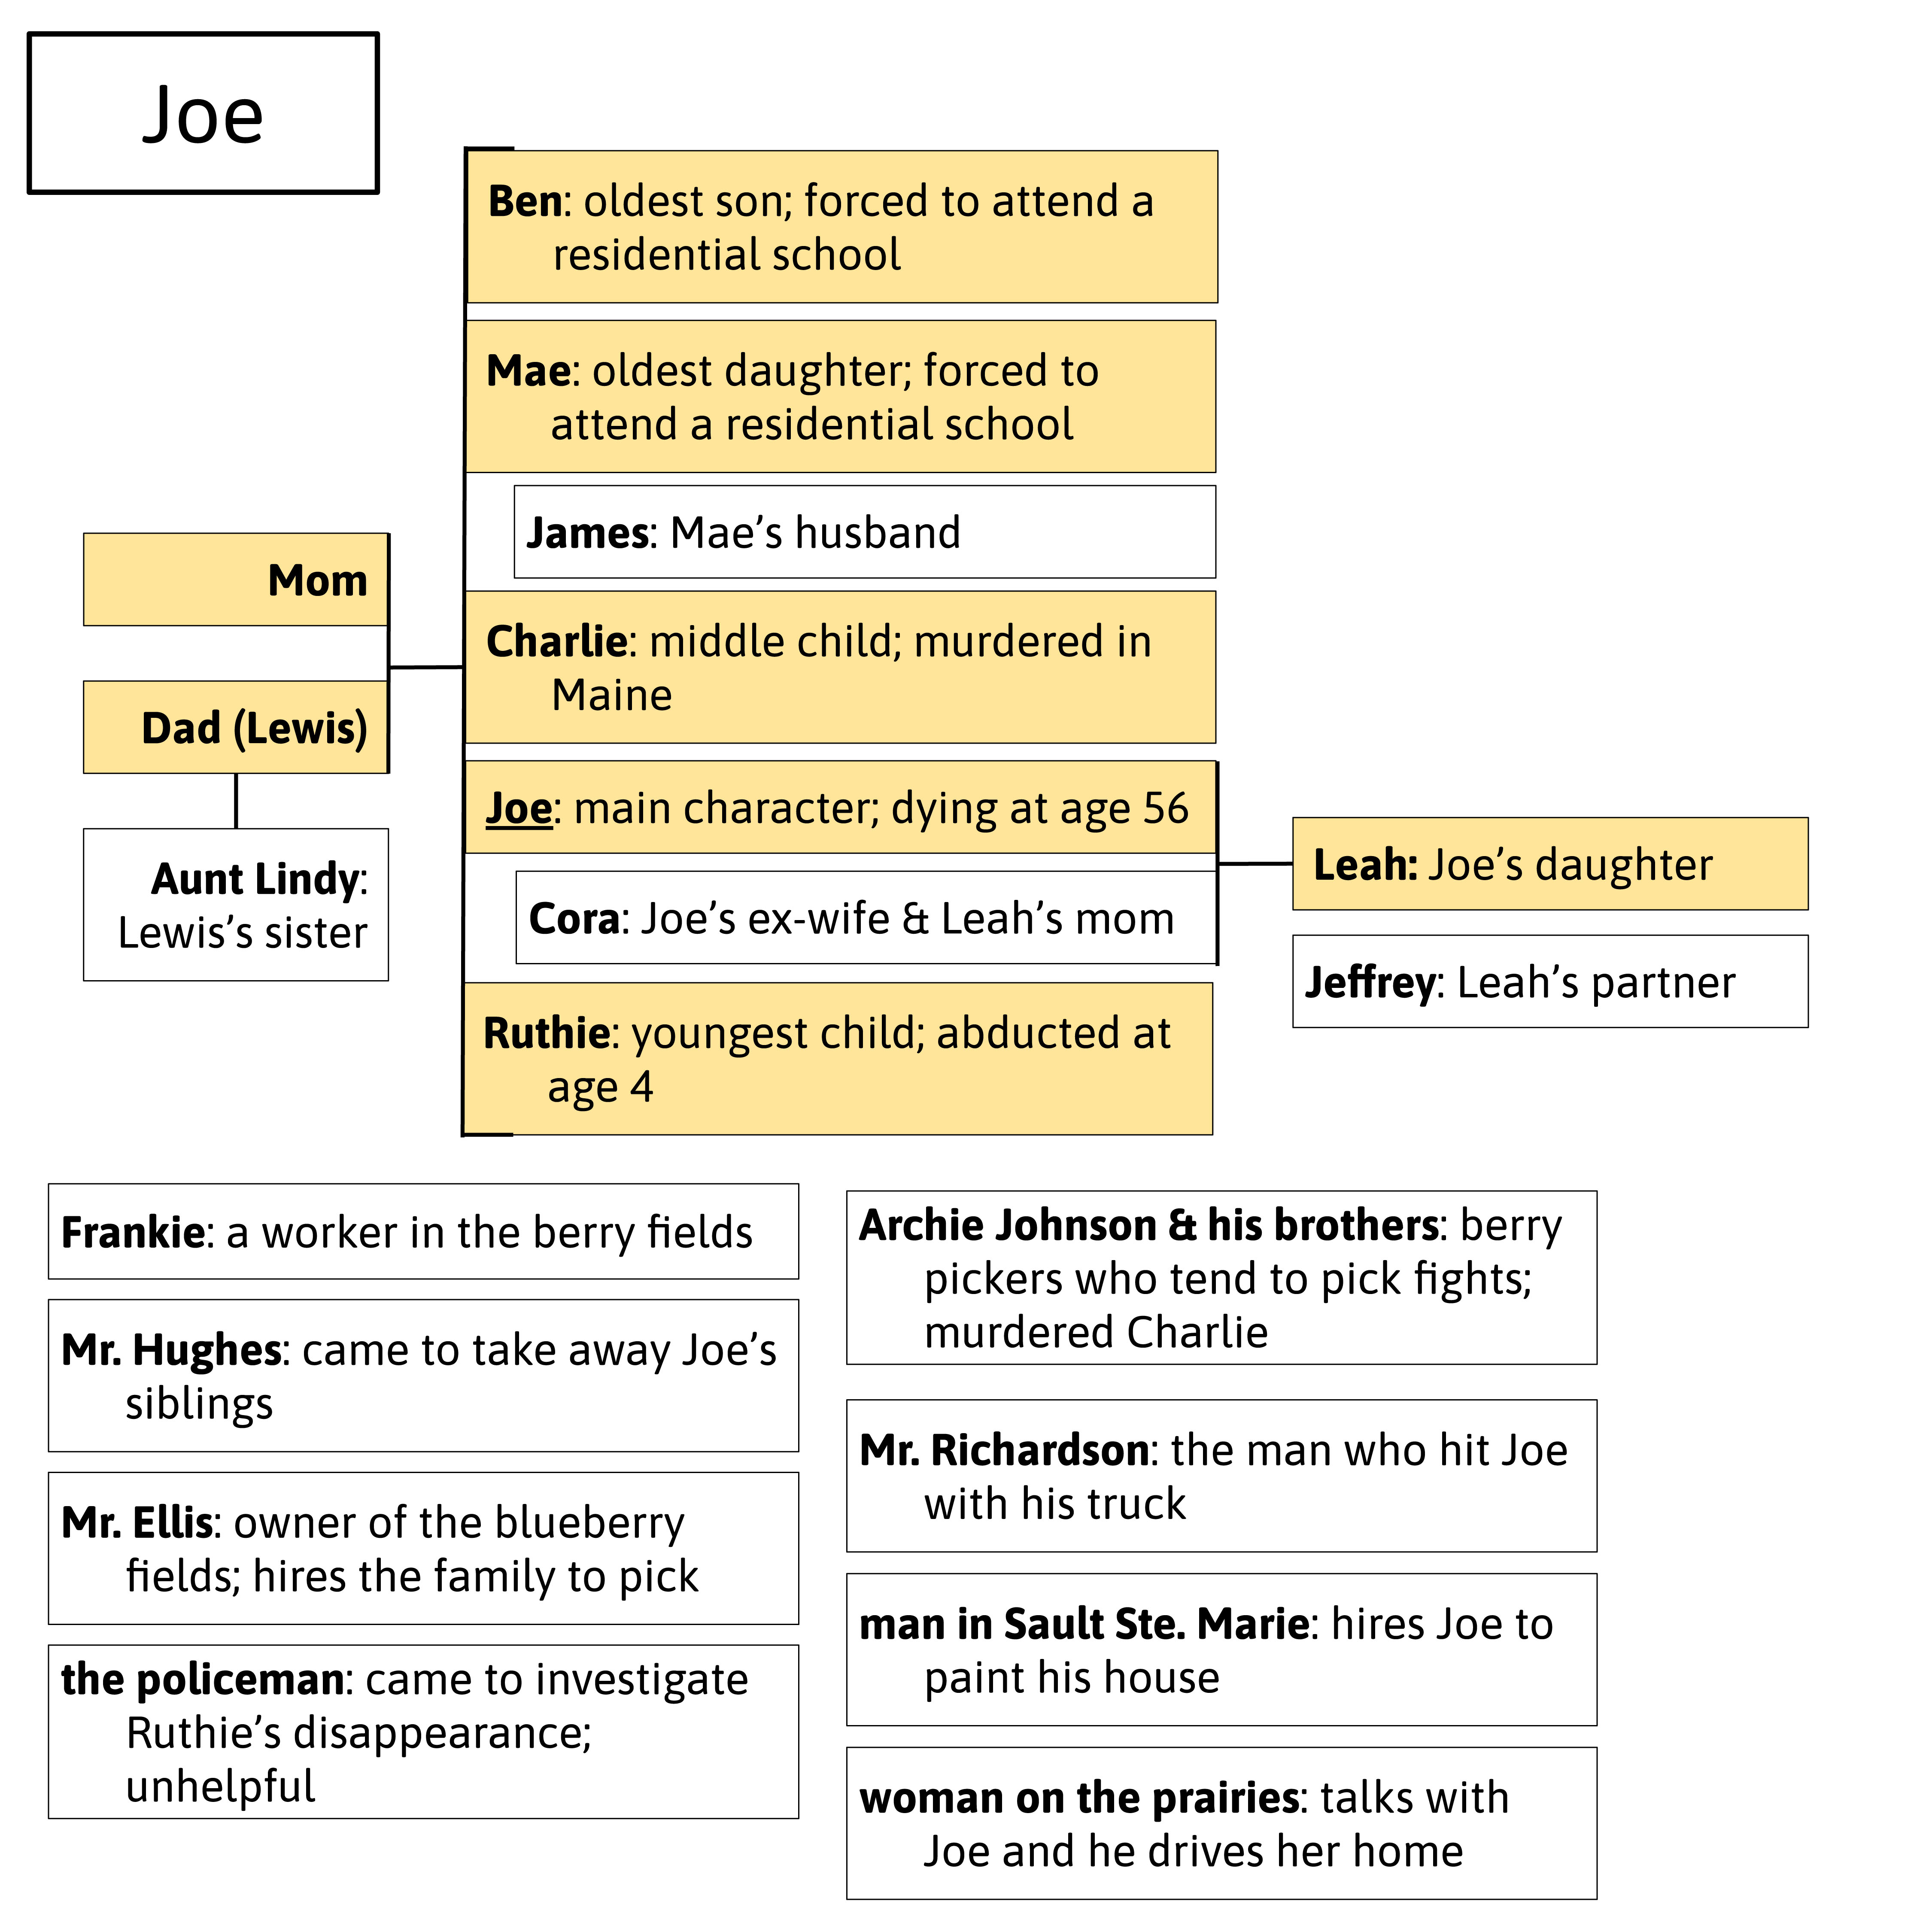 Joe
Ben: oldest son; forced to attend a
residential school
Mae: oldest daughter; forced to
attend a residential school
James: Mae’s husband
Mom
Charlie: middle child; murdered in
Maine
Dad (Lewis)
Joe: main character; dying at age 56
Leah: Joe’s daughter
Aunt Lindy:
Lewis’s sister
Cora: Joe’s ex-wife & Leah’s mom
Jeffrey: Leah’s partner
Ruthie: youngest child; abducted at
age 4
Frankie: a worker in the berry fields
Mr. Hughes: came to take away Joe’s
siblings
Mr. Ellis: owner of the blueberry
fields; hires the family to pick
the policeman: came to investigate
Ruthie’s disappearance;
unhelpful
Archie Johnson & his brothers: berry
pickers who tend to pick fights;
murdered Charlie
Mr. Richardson: the man who hit Joe
with his truck
man in Sault Ste. Marie: hires Joe to
paint his house
woman on the prairies: talks with
Joe and he drives her home